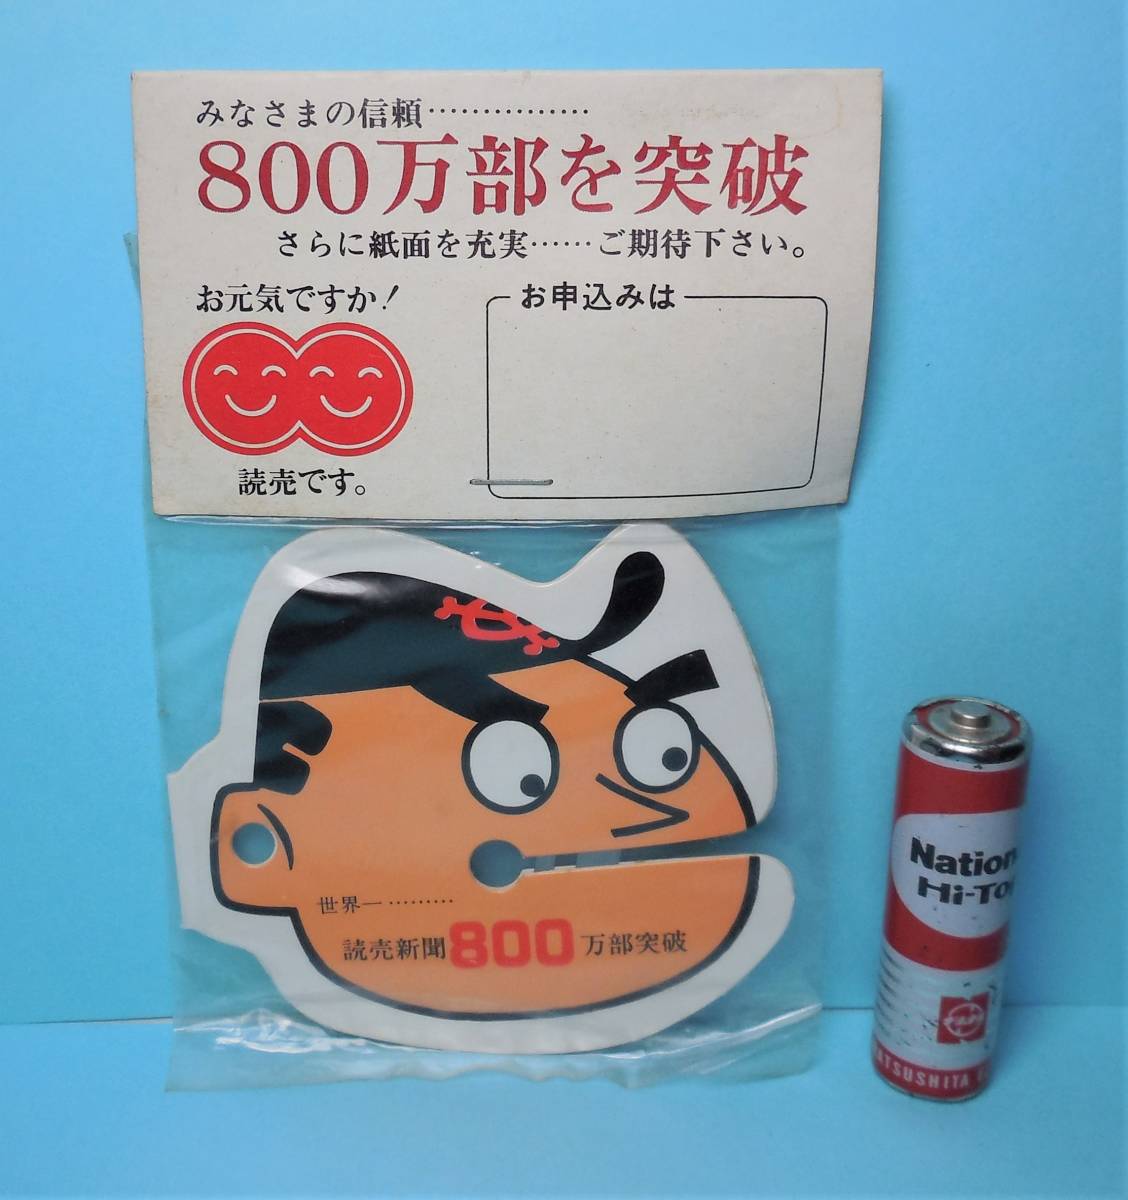 みなさまの信頼……………
800万部を突破
さらに紙面を充実……ご期待下さい。
お元気ですか!
お申込みは
読売です。
世界一………
読売新聞800万部突破
Nation
Hi-To
TSUSHITA